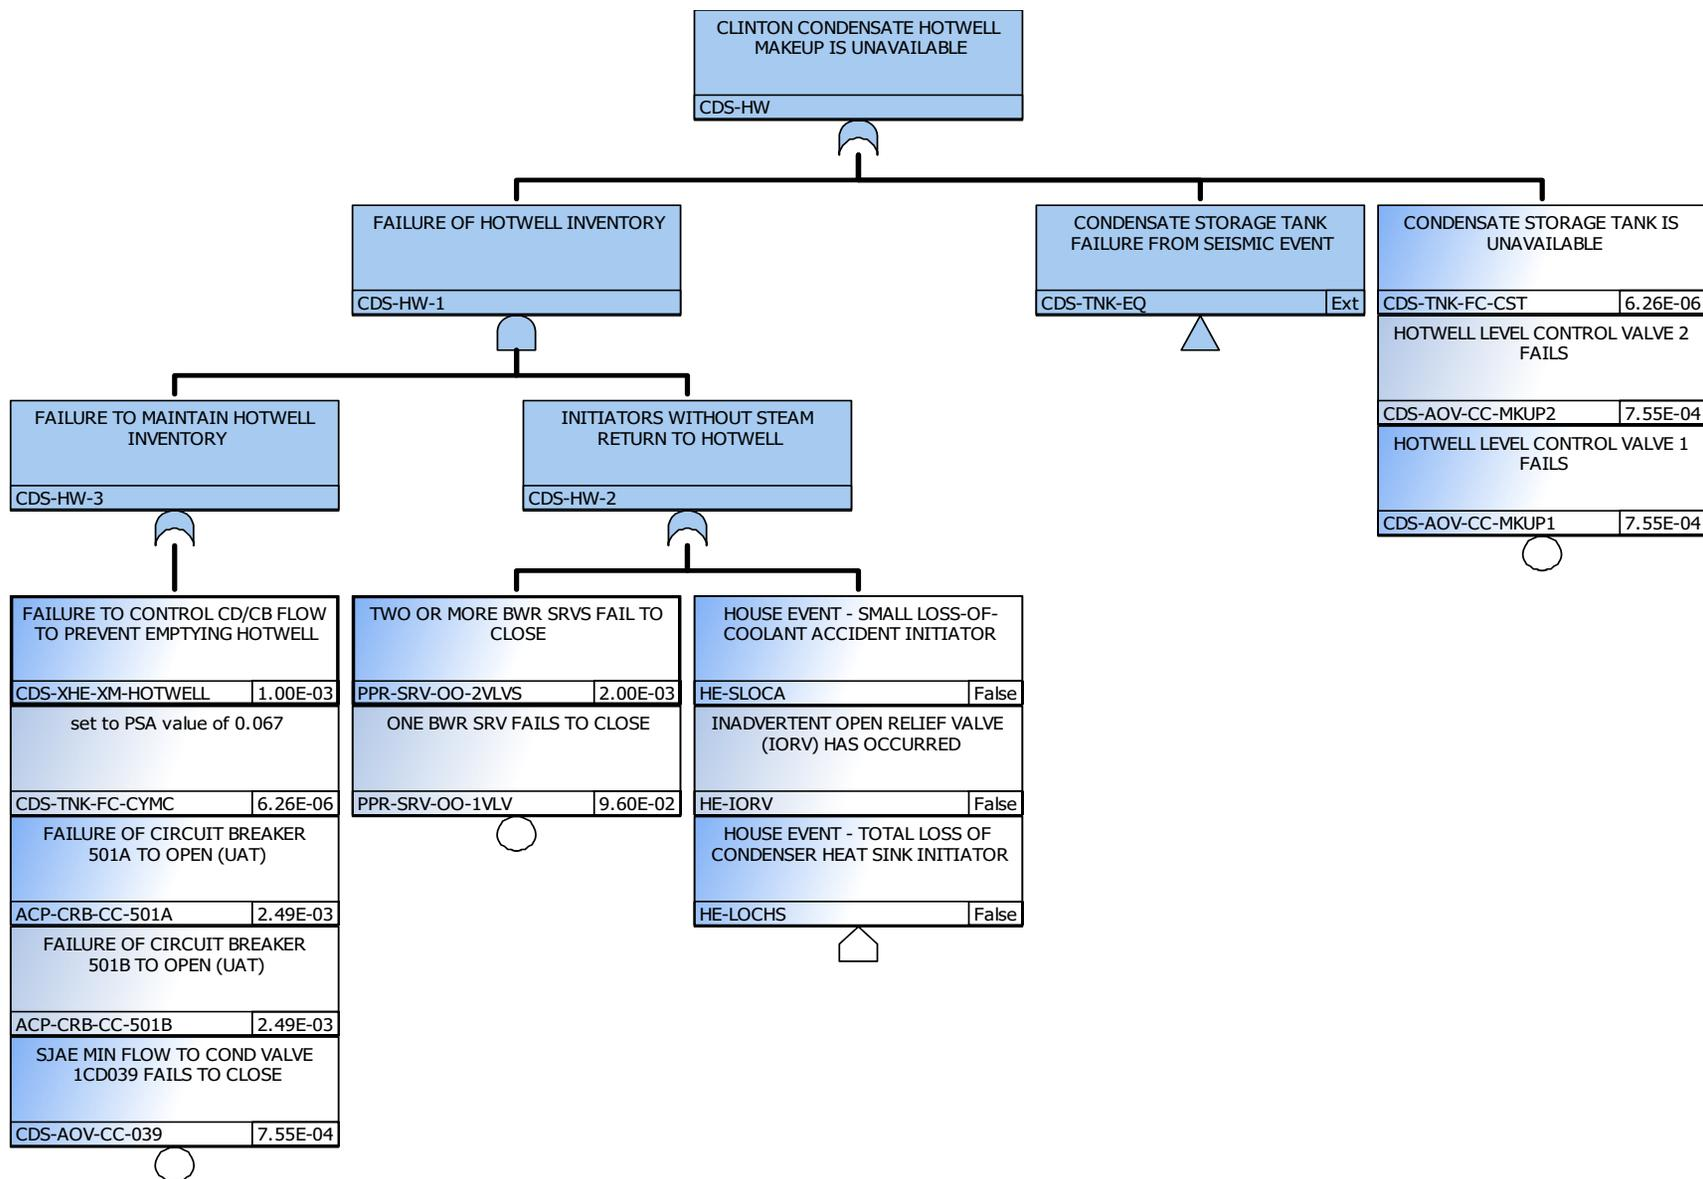 CLINTON CONDENSATE HOTWELL
MAKEUP IS UNAVAILABLE
CDS-HW
FAILURE OF HOTWELL INVENTORY
CDS-HW-1
CONDENSATE STORAGE TANK
FAILURE FROM SEISMIC EVENT
CDS-TNK-EQ Ext
CONDENSATE STORAGE TANK IS
UNAVAILABLE
CDS-TNK-FC-CST 6.26E-06
HOTWELL LEVEL CONTROL VALVE 2
FAILS
CDS-AOV-CC-MKUP2 7.55E-04
HOTWELL LEVEL CONTROL VALVE 1
FAILS
CDS-AOV-CC-MKUP1 7.55E-04
FAILURE TO MAINTAIN HOTWELL
INVENTORY
CDS-HW-3
INITIATORS WITHOUT STEAM
RETURN TO HOTWELL
CDS-HW-2
FAILURE TO CONTROL CD/CB FLOW
TO PREVENT EMPTYING HOTWELL
CDS-XHE-XM-HOTWELL 1.00E-03
set to PSA value of 0.067
CDS-TNK-FC-CYMC 6.26E-06
FAILURE OF CIRCUIT BREAKER
501A TO OPEN (UAT)
ACP-CRB-CC-501A 2.49E-03
FAILURE OF CIRCUIT BREAKER
501B TO OPEN (UAT)
ACP-CRB-CC-501B 2.49E-03
SJAE MIN FLOW TO COND VALVE
1CD039 FAILS TO CLOSE
CDS-AOV-CC-039 7.55E-04
TWO OR MORE BWR SRVS FAIL TO
CLOSE
PPR-SRV-OO-2VLVS 2.00E-03
ONE BWR SRV FAILS TO CLOSE
PPR-SRV-OO-1VLV 9.60E-02
HOUSE EVENT - SMALL LOSS-OF-
COOLANT ACCIDENT INITIATOR
HE-SLOCA False
INADVERTENT OPEN RELIEF VALVE
(IORV) HAS OCCURRED
HE-IORV False
HOUSE EVENT - TOTAL LOSS OF
CONDENSER HEAT SINK INITIATOR
HE-LOCHS False